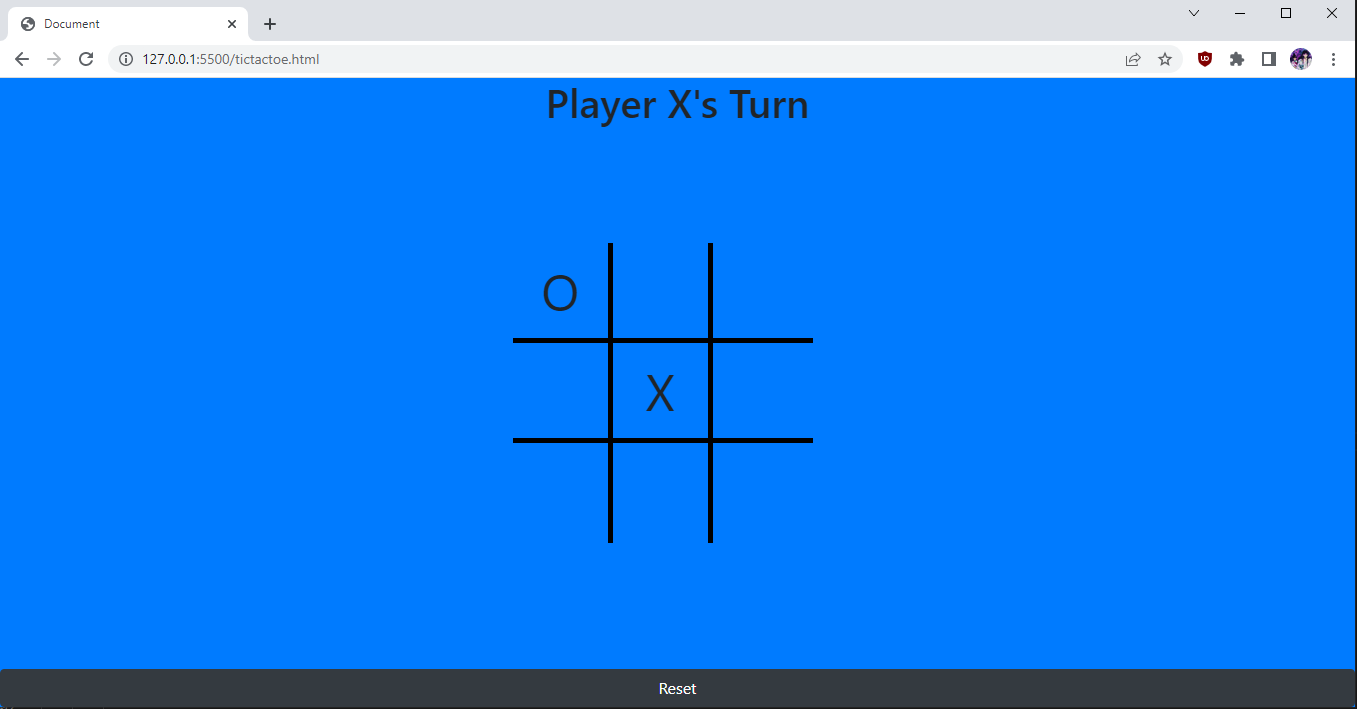 Document
127.0.0.1:5500/tictactoe.html
Player X's Turn
O
X
Reset